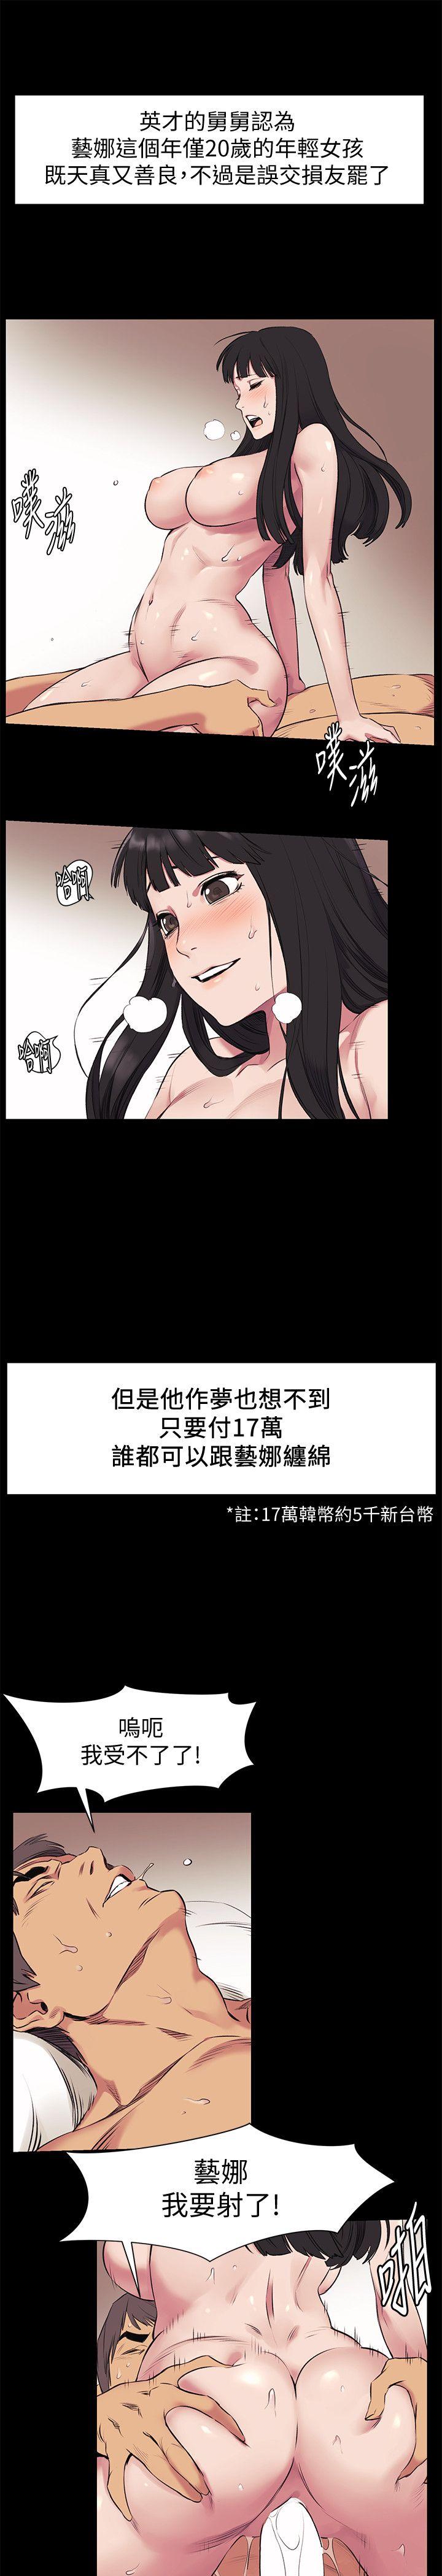 英才的舅舅認為
藝娜這個年僅20歲的年輕女孩
既天真又善良，不過是誤交損友罷了
噗滋
噗滋
哈啊
哈啊
但是他作夢也想不到
只要付17萬
誰都可以跟藝娜纏綿
*註：17萬韓幣約5千新台幣
嗚呃
我受不了了!
藝娜
我要射了!
啪